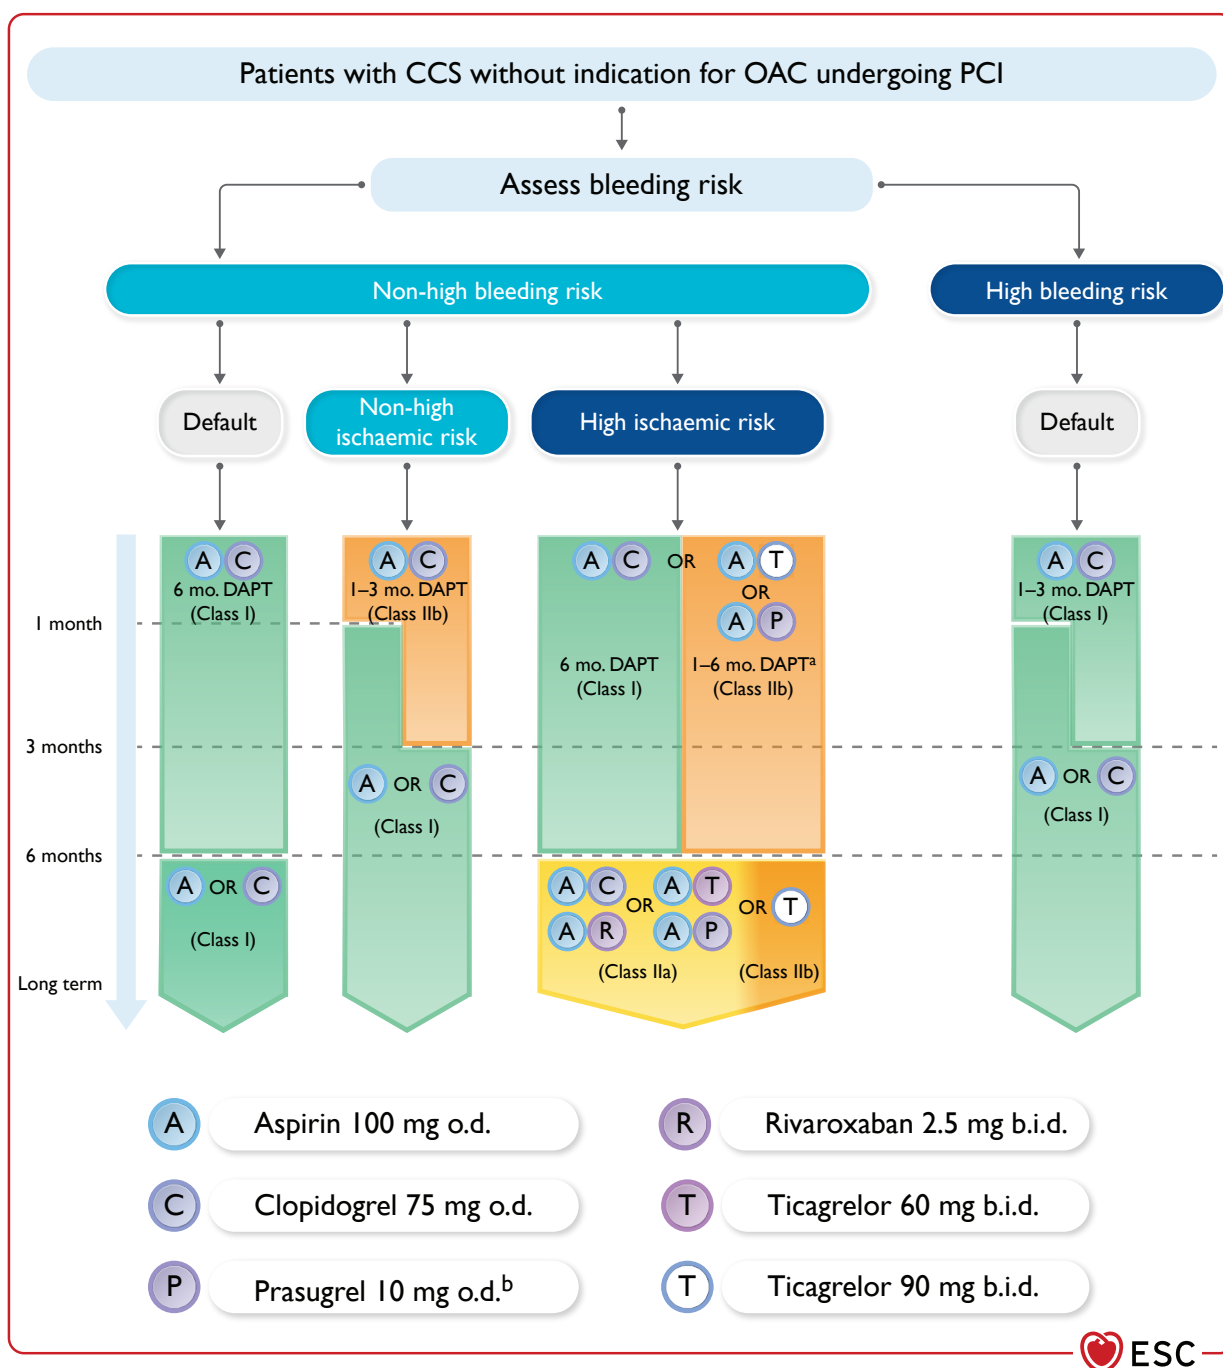 Patients with CCS without indication for OAC undergoing PCI
Assess bleeding risk
Non-high bleeding risk
High bleeding risk
Default
Non-high
ischaemic risk
High ischaemic risk
Default
A C
6 mo. DAPT
(Class I)
A C
1–3 mo. DAPT
(Class IIb)
A C OR A T
OR
A P
6 mo. DAPT
(Class I)
1–6 mo. DAPTᵃ
(Class IIb)
A C
1–3 mo. DAPT
(Class I)
1 month
3 months
A OR C
(Class I)
A OR C
(Class I)
6 months
A OR C
(Class I)
A C OR A T OR T
A R A P
(Class IIa)
(Class IIb)
Long term
A Aspirin 100 mg o.d.
R Rivaroxaban 2.5 mg b.i.d.
C Clopidogrel 75 mg o.d.
T Ticagrelor 60 mg b.i.d.
P Prasugrel 10 mg o.d.ᵇ
T Ticagrelor 90 mg b.i.d.
ESC